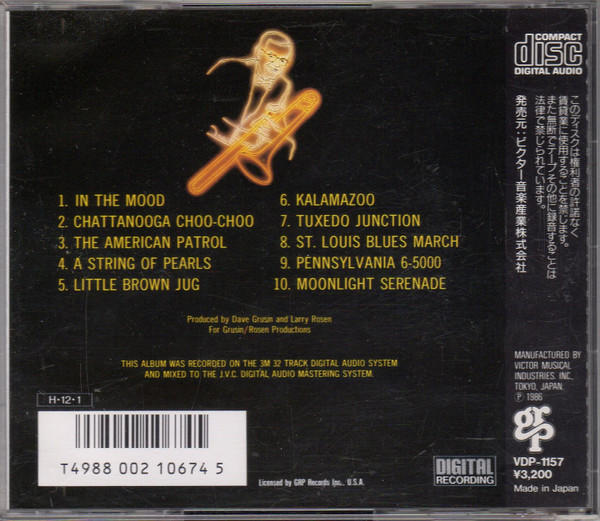 1. IN THE MOOD
2. CHATTANOOGA CHOO-CHOO
3. THE AMERICAN PATROL
4. A STRING OF PEARLS
5. LITTLE BROWN JUG
6. KALAMAZOO
7. TUXEDO JUNCTION
8. ST. LOUIS BLUES MARCH
9. PENNSYLVANIA 6-5000
10. MOONLIGHT SERENADE
Produced by Dave Grusin and Larry Rosen
For Grusin/Rosen Productions
THIS ALBUM WAS RECORDED ON THE 3M 32 TRACK DIGITAL AUDIO SYSTEM
AND MIXED TO THE J.V.C. DIGITAL AUDIO MASTERING SYSTEM.
H・12・1
T4988 002 10674 5
Licensed by GRP Records Inc., U.S.A.
DIGITAL
RECORDING
COMPACT
disc
DIGITAL AUDIO
このディスクは権利者の許諾なく
賃貸業に使用することを禁じます。
また無断でテープその他に録音することは
法律で禁じられています。
発売元：ビクター音楽産業株式会社
MANUFACTURED BY
VICTOR MUSICAL
INDUSTRIES. INC.,
TOKYO, JAPAN.
Ⓟ 1986
grp
VDP-1157
¥3,200
Made in Japan